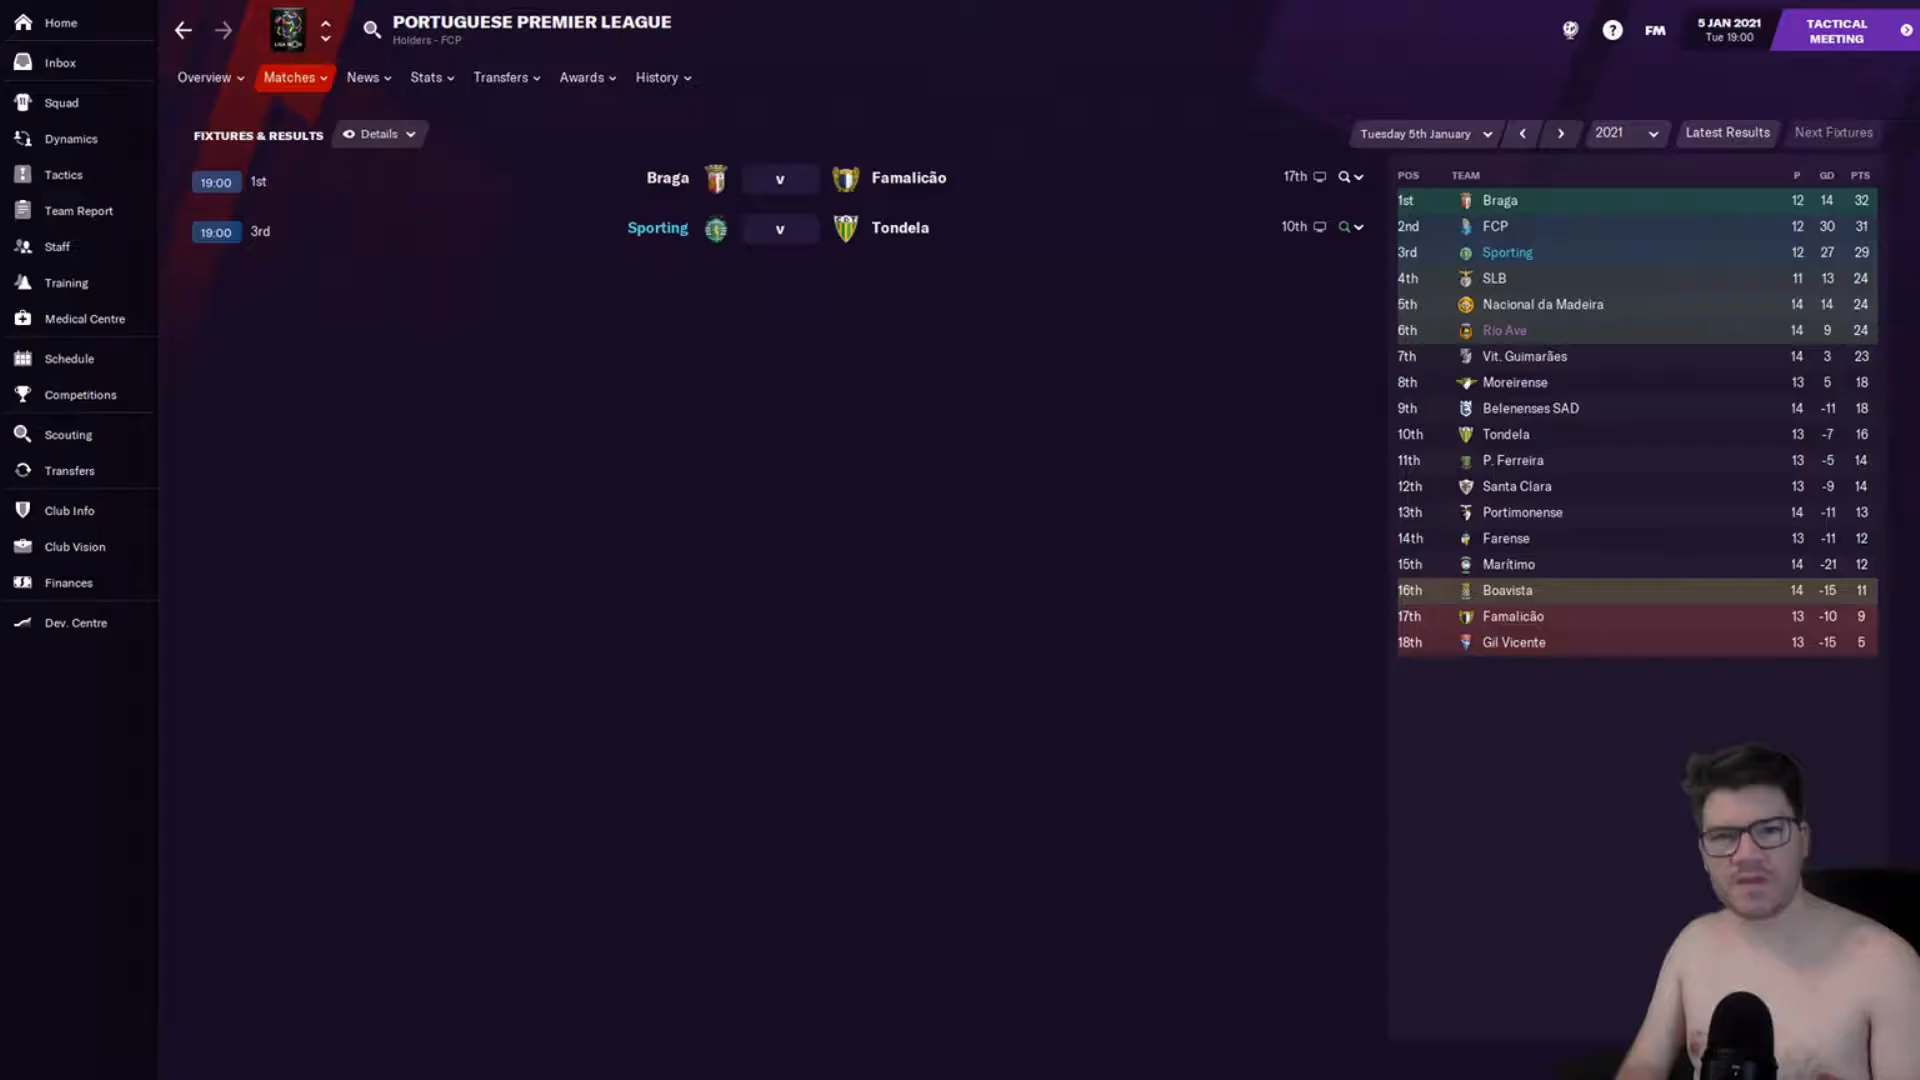 Home
Inbox
Squad
Dynamics
Tactics
Team Report
Staff
Training
Medical Centre
Schedule
Competitions
Scouting
Transfers
Club Info
Club Vision
Finances
Dev. Centre
PORTUGUESE PREMIER LEAGUE
Holders - FCP
FM
5 JAN 2021
Tue 19:00
TACTICAL
MEETING
Overview Matches News Stats Transfers Awards History
FIXTURES & RESULTS Details
Tuesday 5th January 2021 Latest Results Next Fixtures
19:00 1st Braga v Famalicão 17th
19:00 3rd Sporting v Tondela 10th
POS TEAM P GD PTS
1st Braga 12 14 32
2nd FCP 12 30 31
3rd Sporting 12 27 29
4th SLB 11 13 24
5th Nacional da Madeira 14 14 24
6th Rio Ave 14 9 24
7th Vit. Guimarães 14 3 23
8th Moreirense 13 5 18
9th Belenenses SAD 14 -11 18
10th Tondela 13 -7 16
11th P. Ferreira 13 -5 14
12th Santa Clara 13 -9 14
13th Portimonense 14 -11 13
14th Farense 13 -11 12
15th Marítimo 14 -21 12
16th Boavista 14 -15 11
17th Famalicão 13 -10 9
18th Gil Vicente 13 -15 5